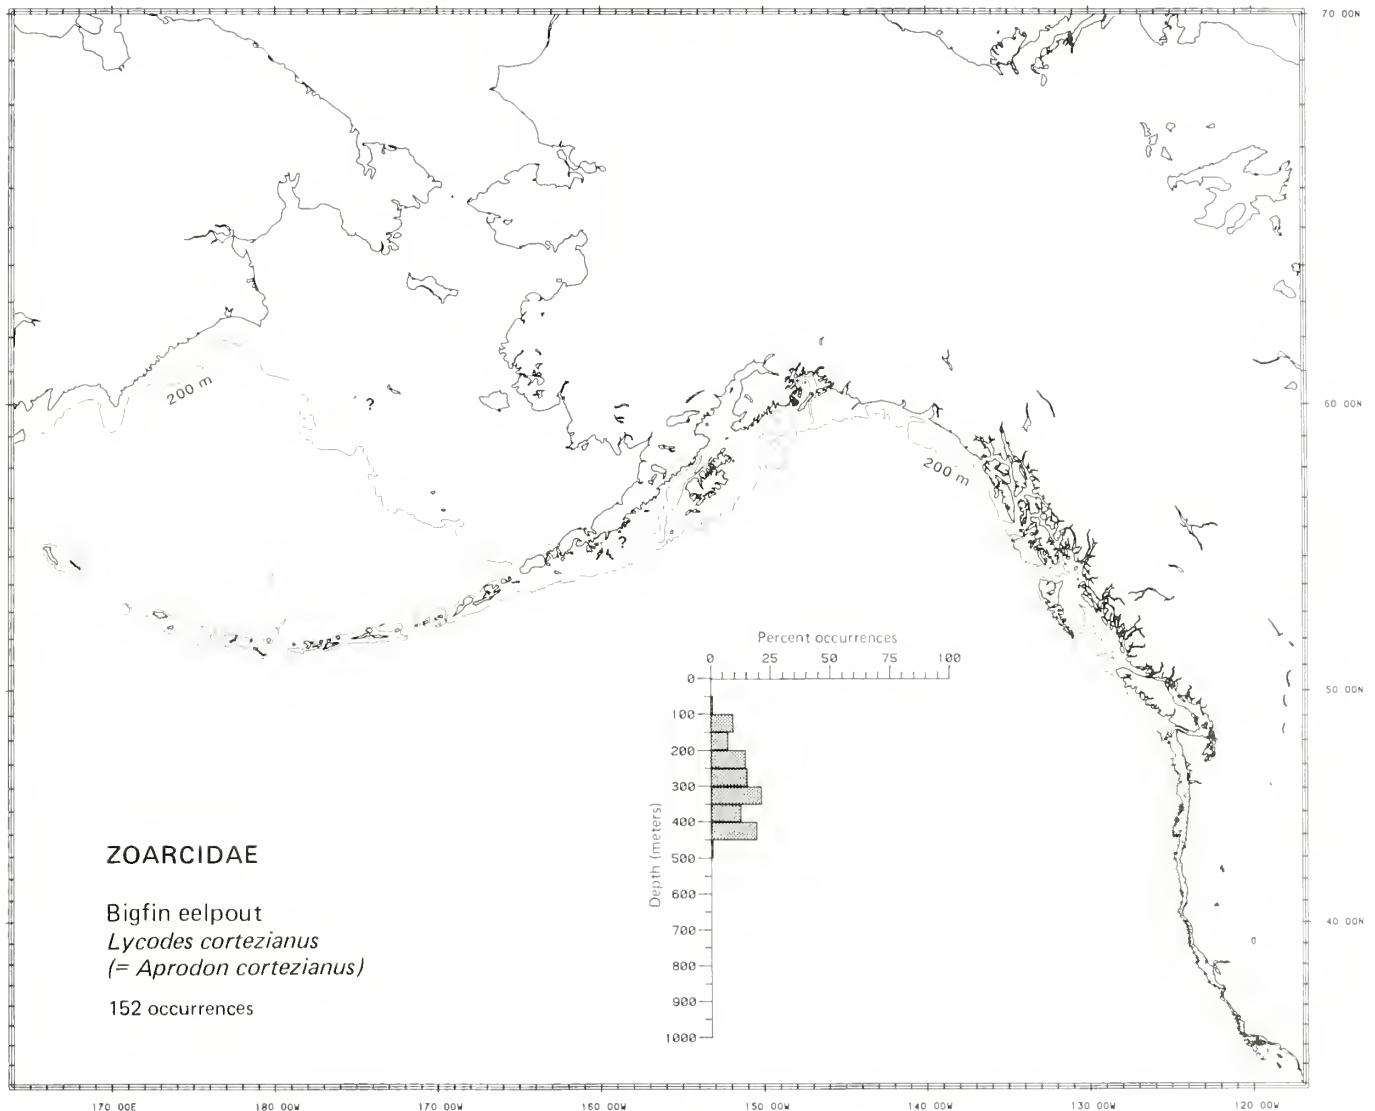 70 00N
200 m
?
60 00N
200 m
?
Percent occurrences
0 25 50 75 100
0
50 00N
100
200
300
400
500
600
700
800
900
1000
Depth (meters)
40 00N
ZOARCIDAE
Bigfin eelpout
Lycodes cortezianus
(= Aprodon cortezianus)
152 occurrences
170 00E 180 00W 170 00W 160 00W 150 00W 140 00W 130 00W 120 00W